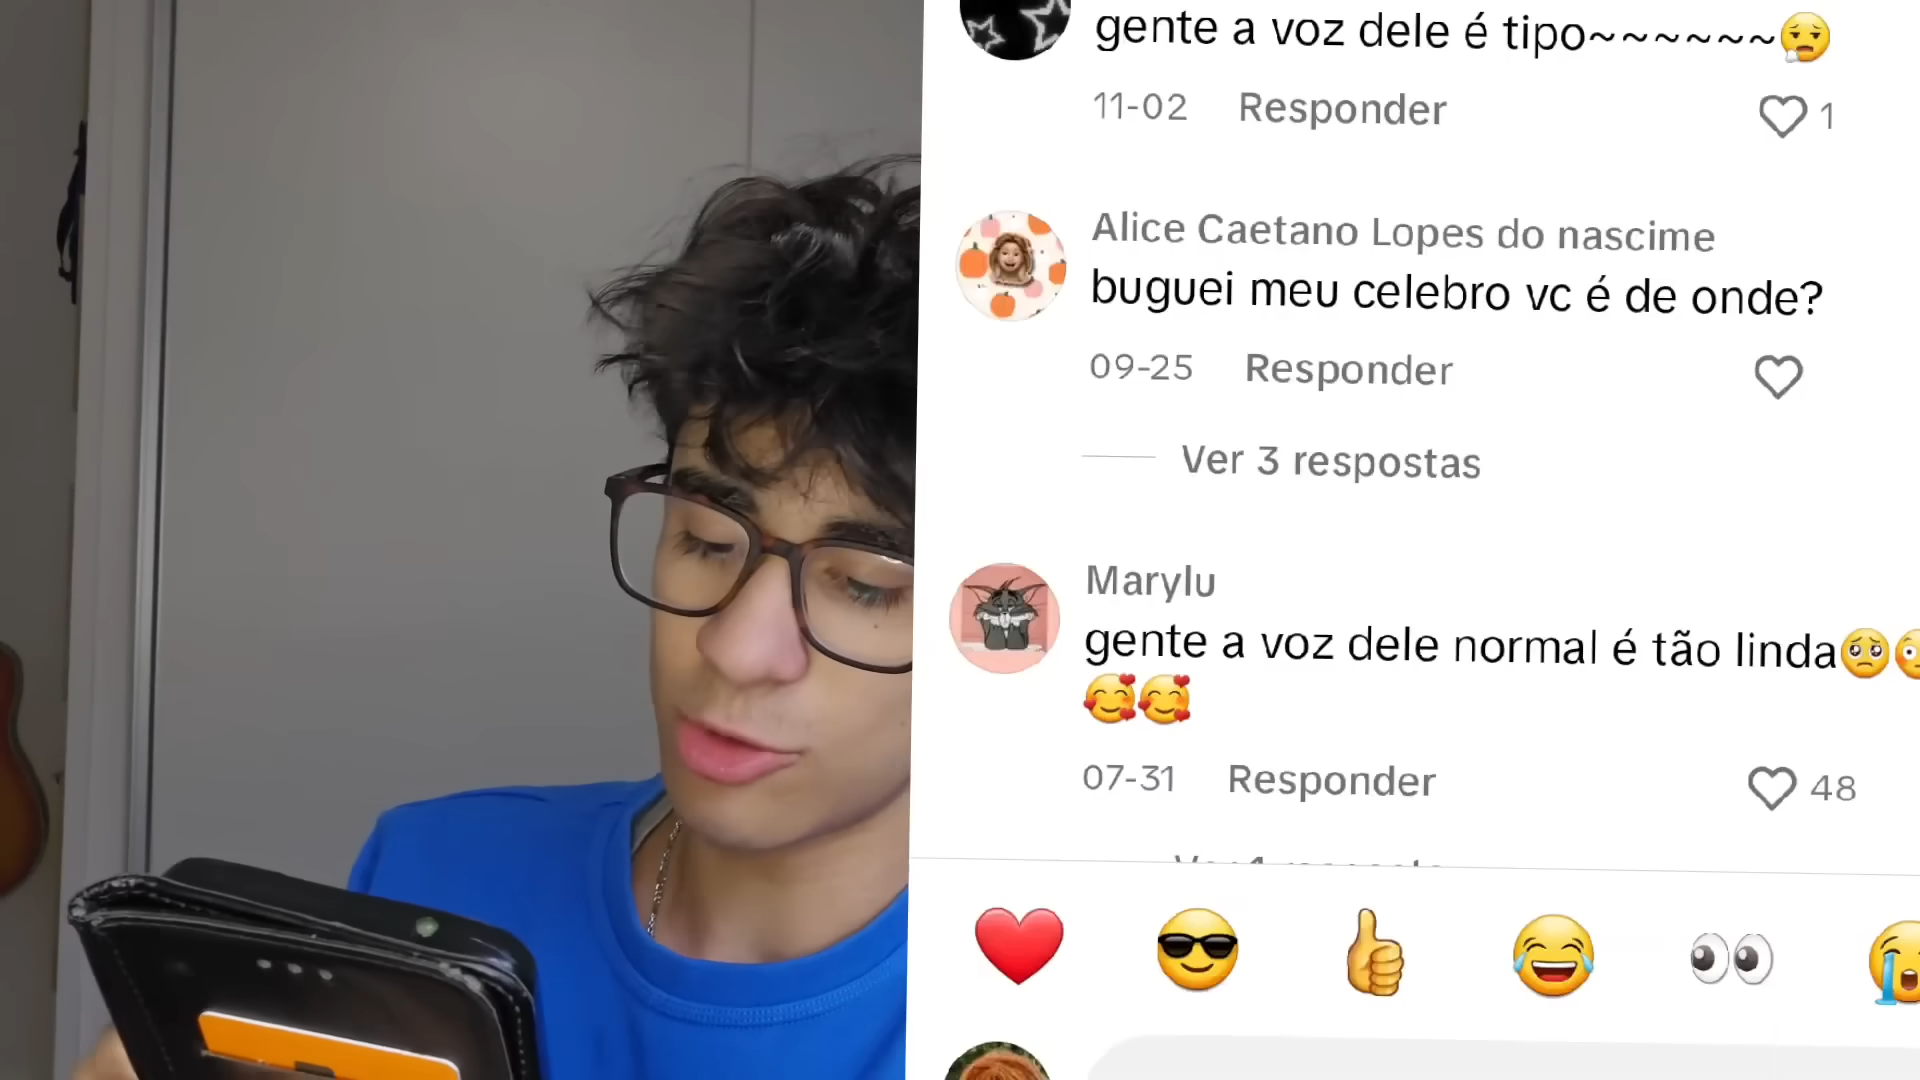 gente a voz dele é tipo~~~~~~😮‍💨
11-02 Responder 1
Alice Caetano Lopes do nascime
buguei meu celebro vc é de onde?
09-25 Responder
Ver 3 respostas
Marylu
gente a voz dele normal é tão linda🥺😳
🥰🥰
07-31 Responder 48